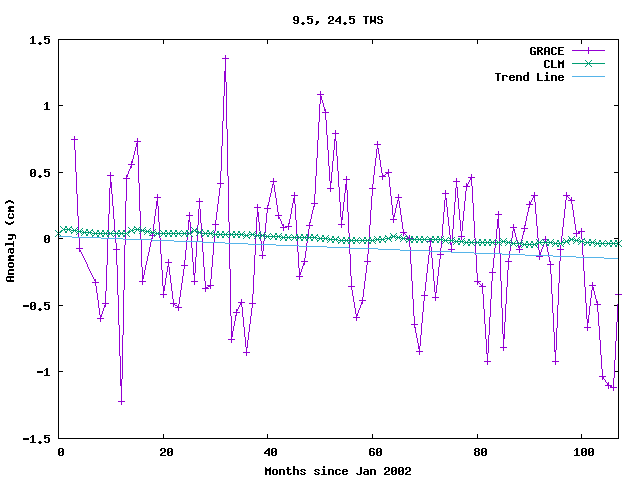 9.5, 24.5 TWS
GRACE
CLM
Trend Line
1.5
1
0.5
0
-0.5
-1
-1.5
Anomaly (cm)
0 20 40 60 80 100
Months since Jan 2002